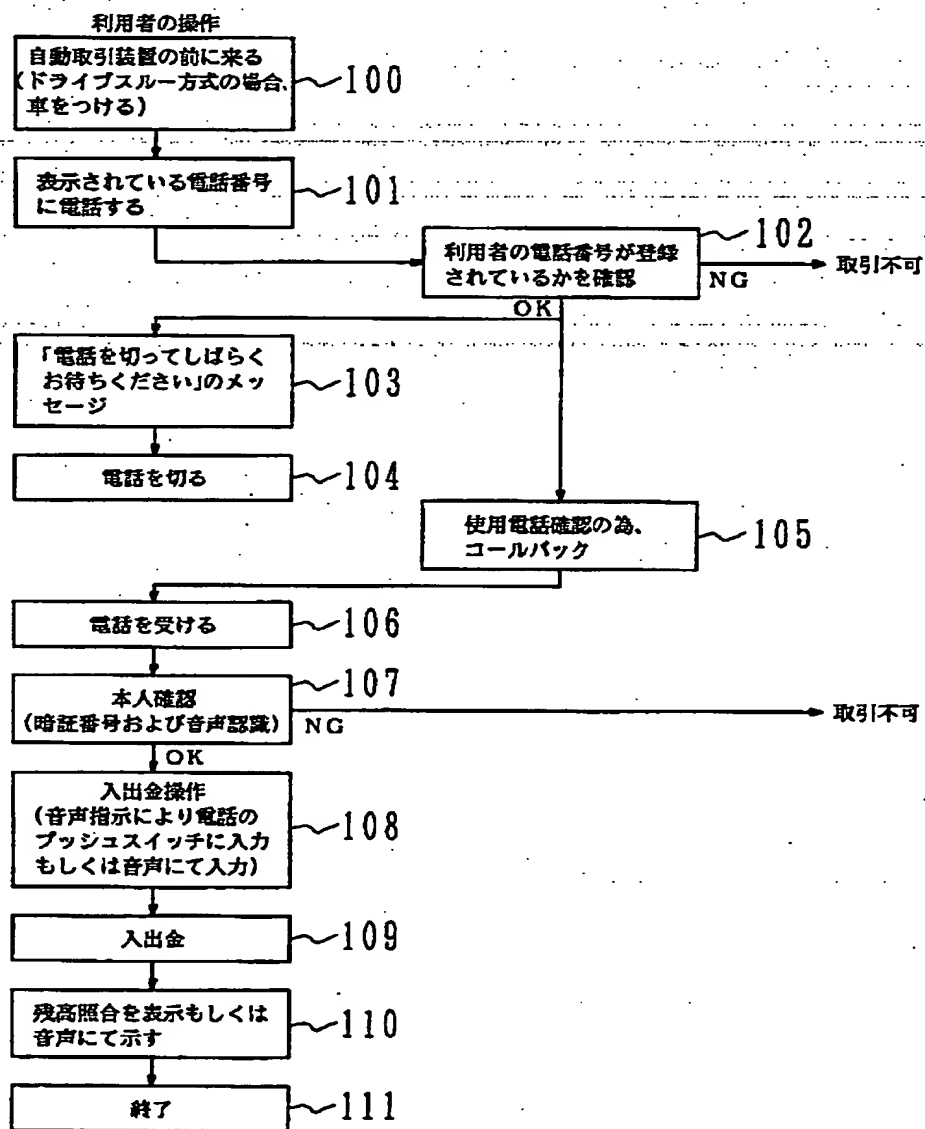 利用者の操作
自動取引装置の前に来る
(ドライブスルー方式の場合、
車をつける)
100
表示されている電話番号
に電話する
101
利用者の電話番号が登録
されているかを確認
102
NG
取引不可
OK
「電話を切ってしばらく
お待ちください」のメッ
セージ
103
電話を切る
104
使用電話確認の為、
コールバック
105
電話を受ける
106
本人確認
(暗証番号および音声認識)
107
NG
取引不可
OK
入出金操作
(音声指示により電話の
プッシュスイッチに入力
もしくは音声にて入力)
108
入出金
109
残高照合を表示もしくは
音声にて示す
110
終了
111